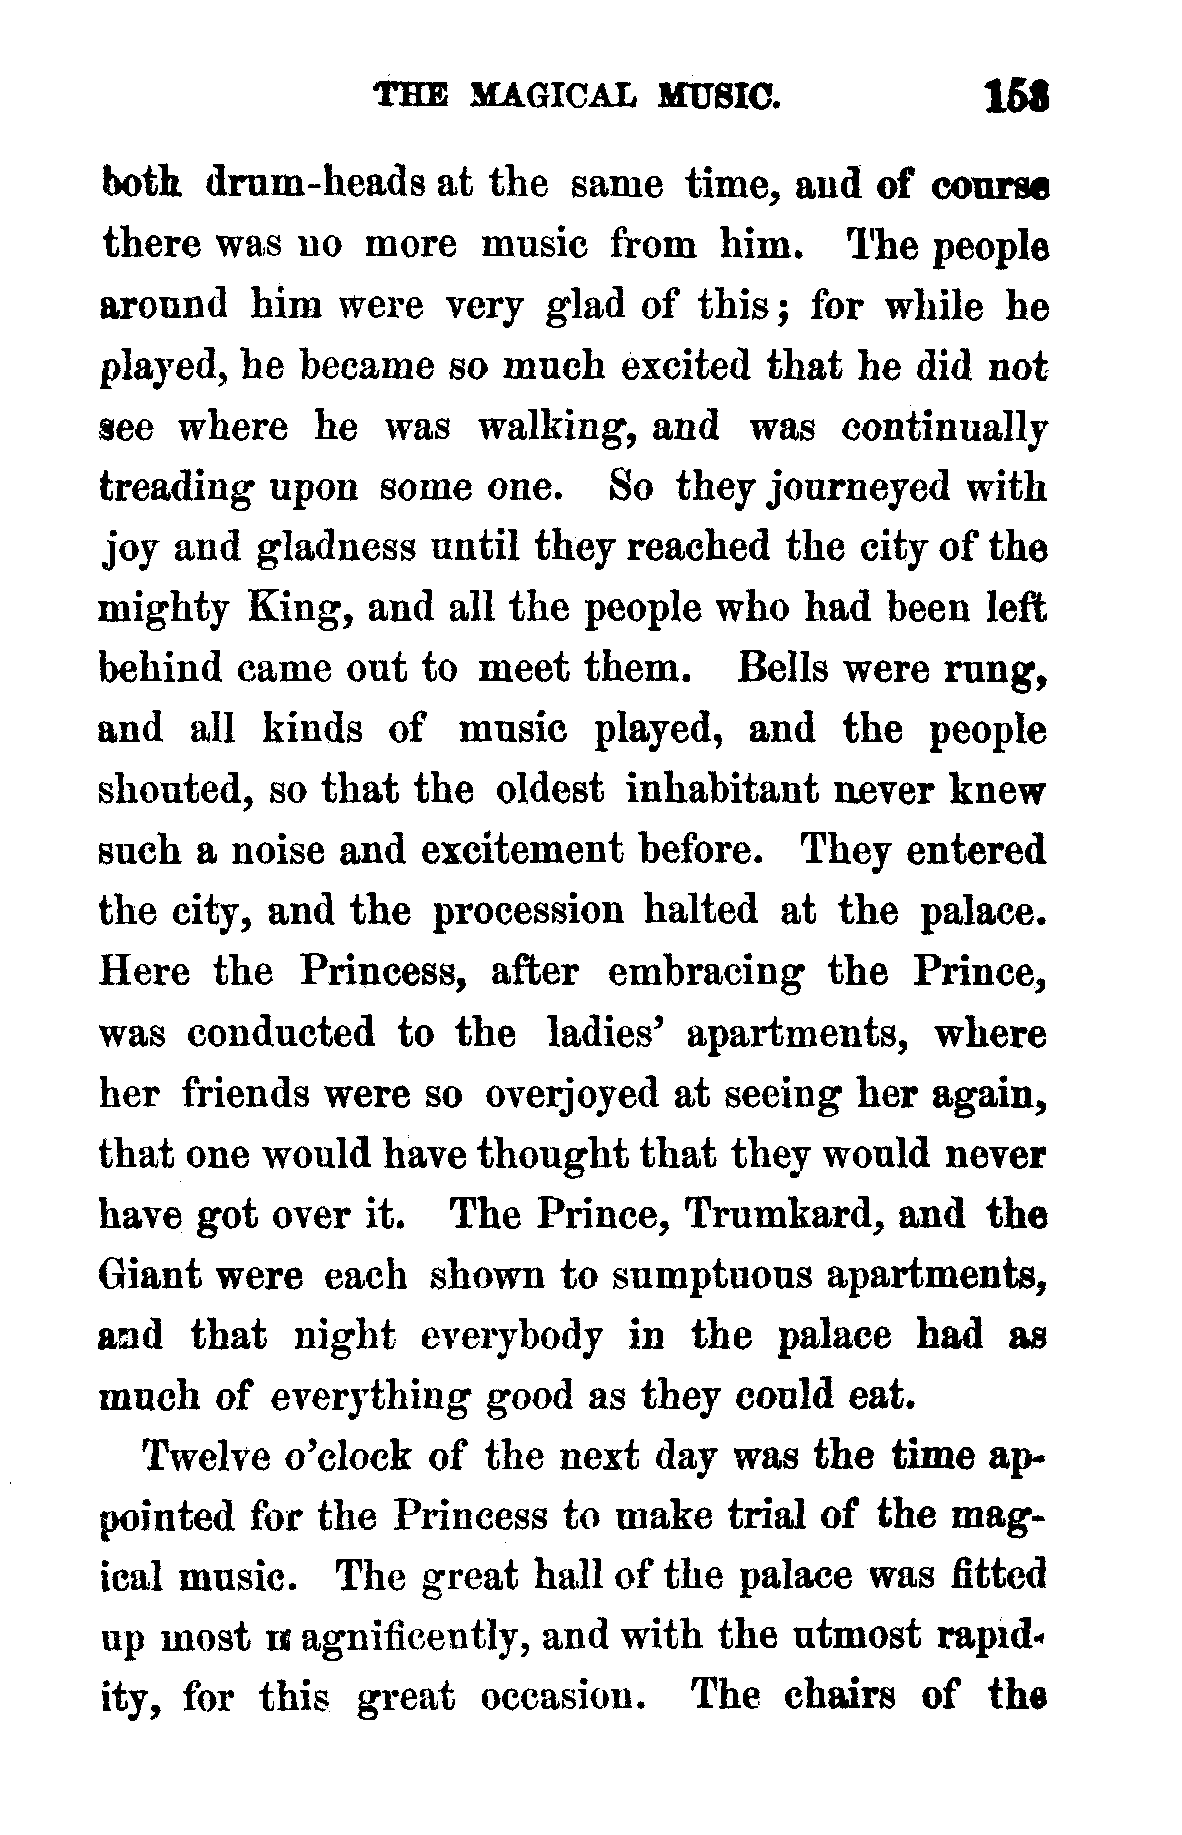 THE MAGICAL MUSIC. 153
both drum-heads at the same time, and of course
there was no more music from him. The people
around him were very glad of this; for while he
played, he became so much excited that he did not
see where he was walking, and was continually
treading upon some one. So they journeyed with
joy and gladness until they reached the city of the
mighty King, and all the people who had been left
behind came out to meet them. Bells were rung,
and all kinds of music played, and the people
shouted, so that the oldest inhabitant never knew
such a noise and excitement before. They entered
the city, and the procession halted at the palace.
Here the Princess, after embracing the Prince,
was conducted to the ladies' apartments, where
her friends were so overjoyed at seeing her again,
that one would have thought that they would never
have got over it. The Prince, Trumkard, and the
Giant were each shown to sumptuous apartments,
and that night everybody in the palace had as
much of everything good as they could eat.
Twelve o'clock of the next day was the time ap-
pointed for the Princess to make trial of the mag-
ical music. The great hall of the palace was fitted
up most magnificently, and with the utmost rapid-
ity, for this great occasion. The chairs of the